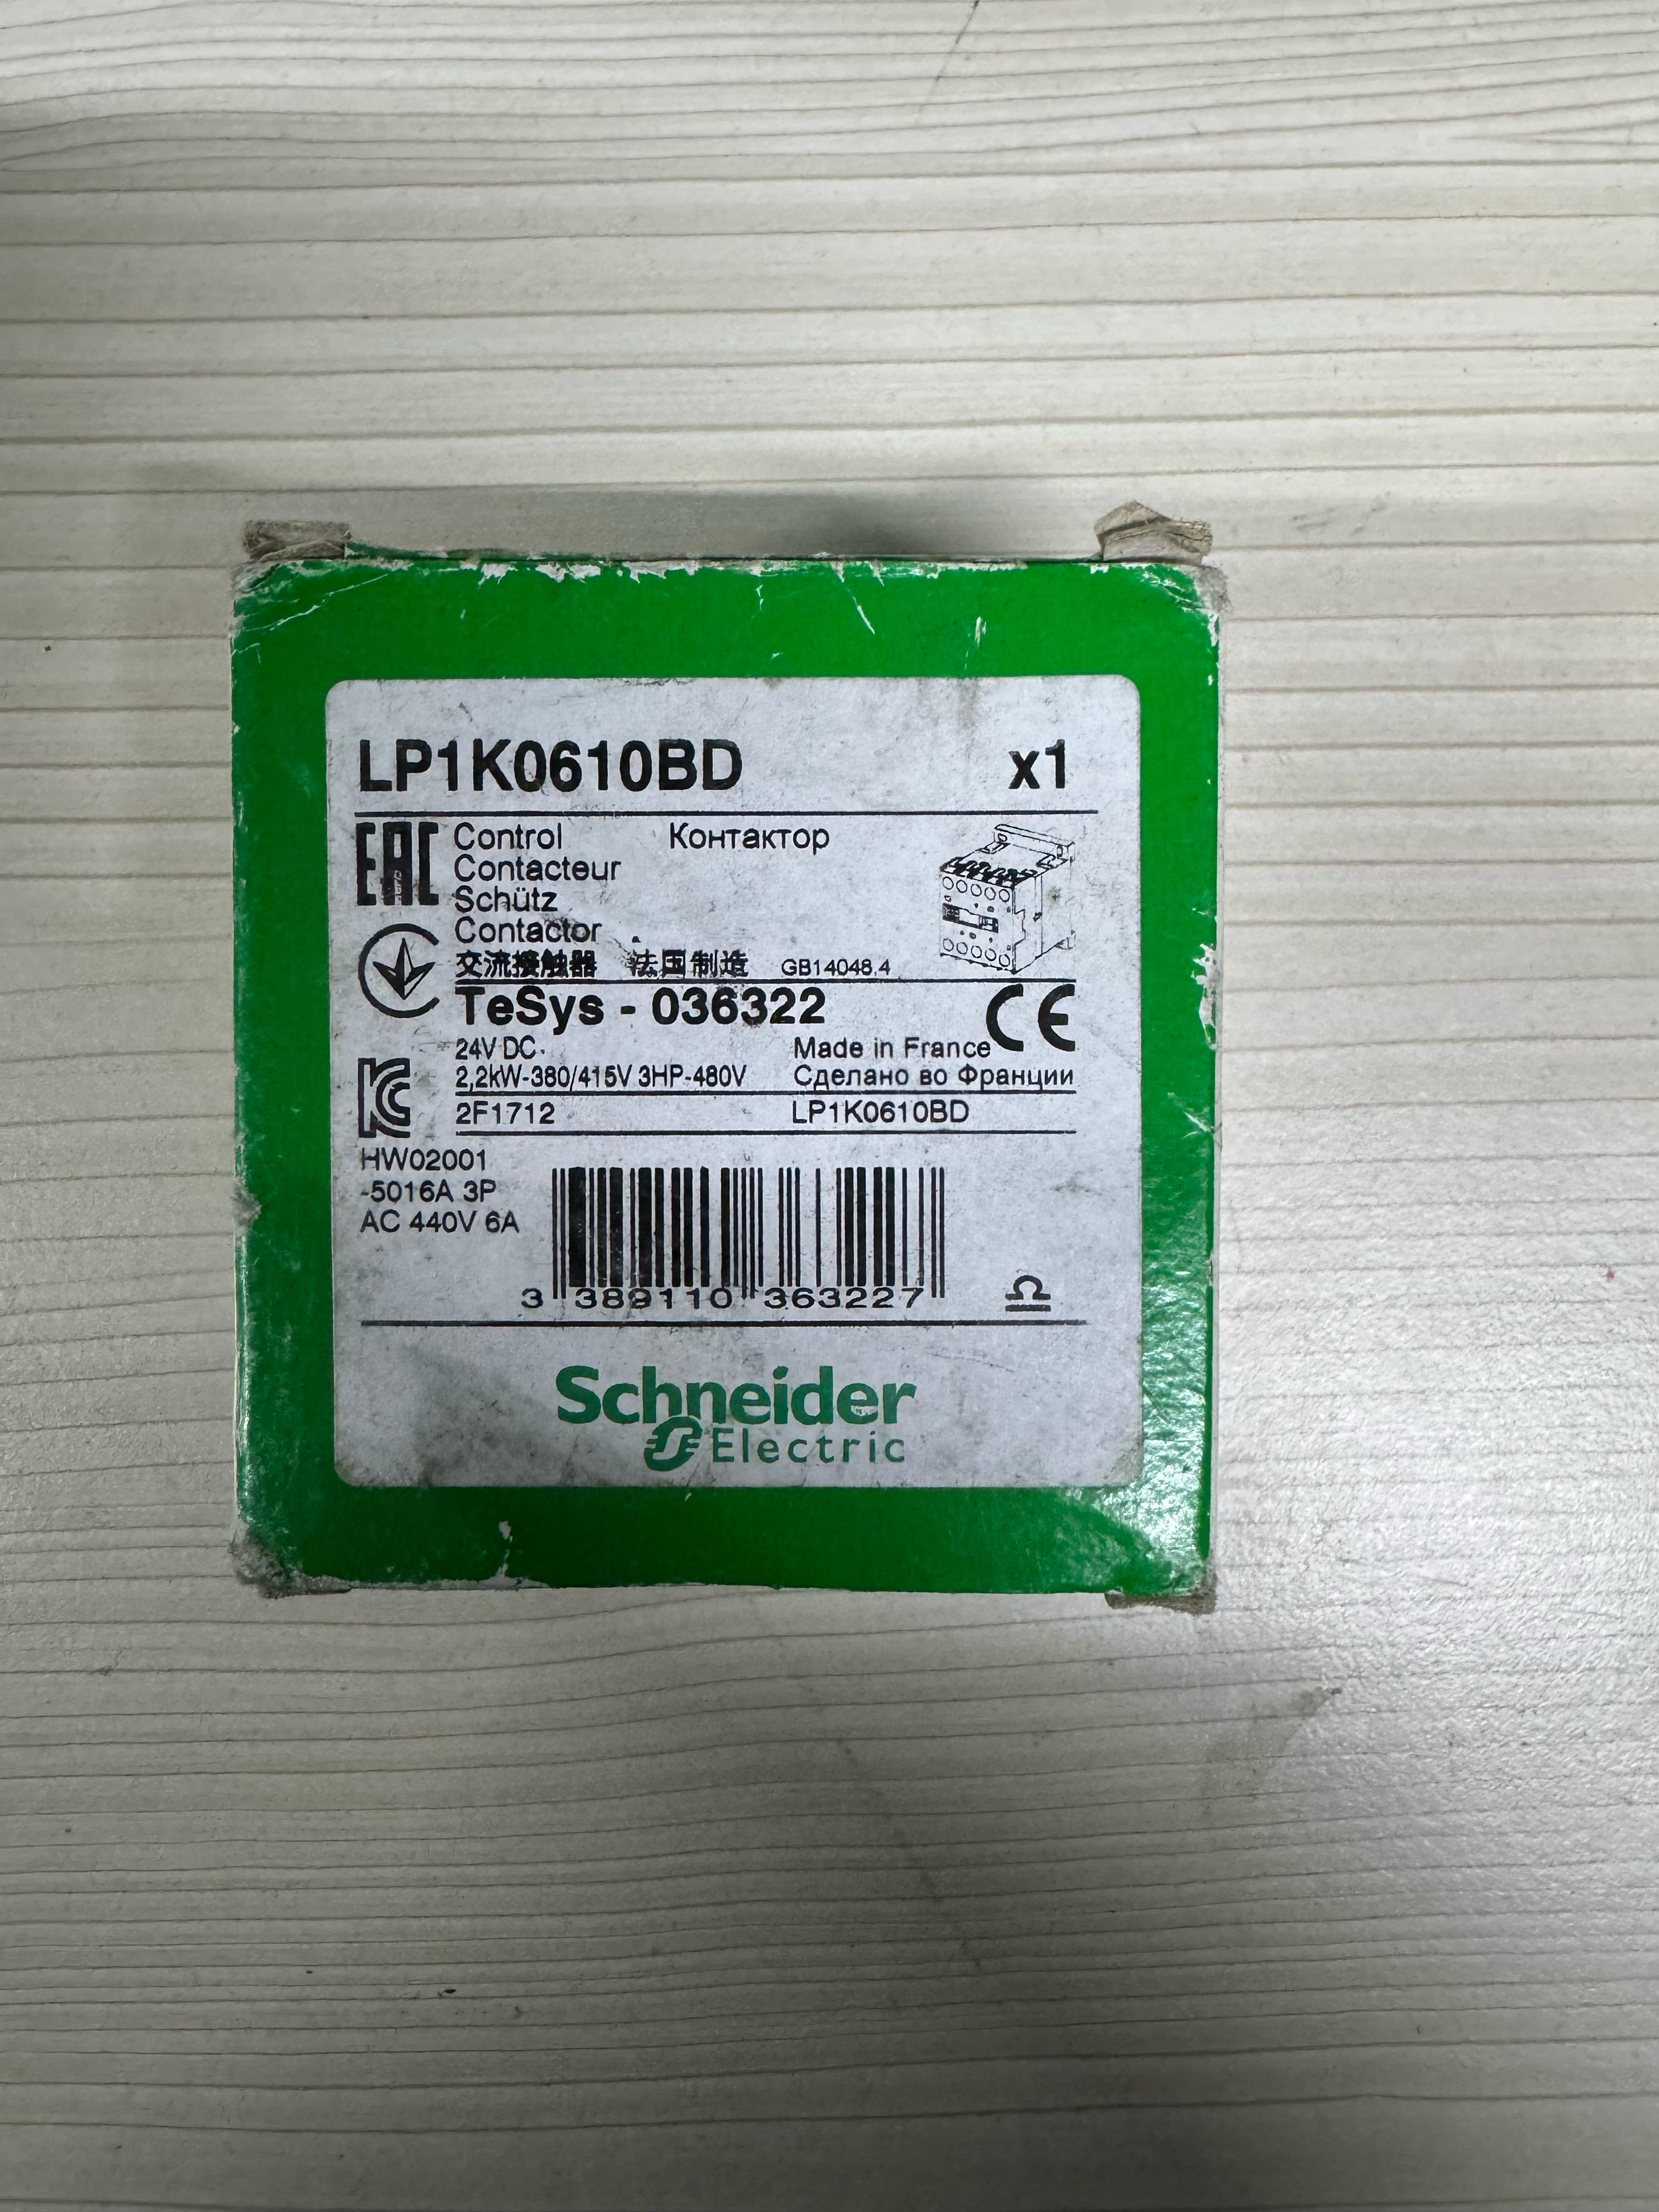 LP1K0610BD x1
EAC Control Контактор
Contacteur
Schütz
Contactor
交流接触器 法国制造 GB14048.4
TeSys - 036322 CE
24V DC Made in France
2,2kW-380/415V 3HP-480V Сделано во Франции
2F1712 LP1K0610BD
HW02001
-5016A 3P
AC 440V 6A
3 389110 363227
Schneider
Electric